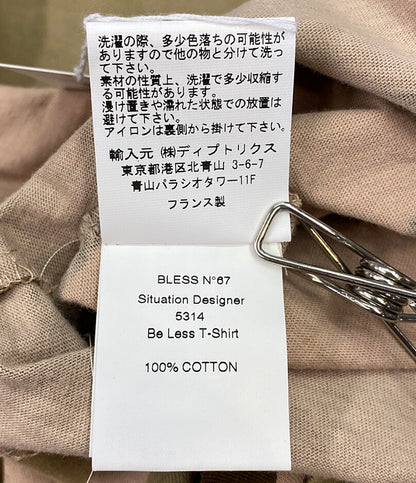 洗濯の際、多少色落ちの可能性が
ありますので他の物と分けて洗っ
て下さい。
素材の性質上、洗濯で多少収縮す
る可能性があります。
浸け置きや濡れた状態での放置は
避けて下さい。
アイロンは裏側から掛けて下さい。
輸入元 (株)ディプトリクス
東京都港区北青山 3-6-7
青山パラシオタワー11F
フランス製
BLESS N°67
Situation Designer
5314
Be Less T-Shirt
100% COTTON